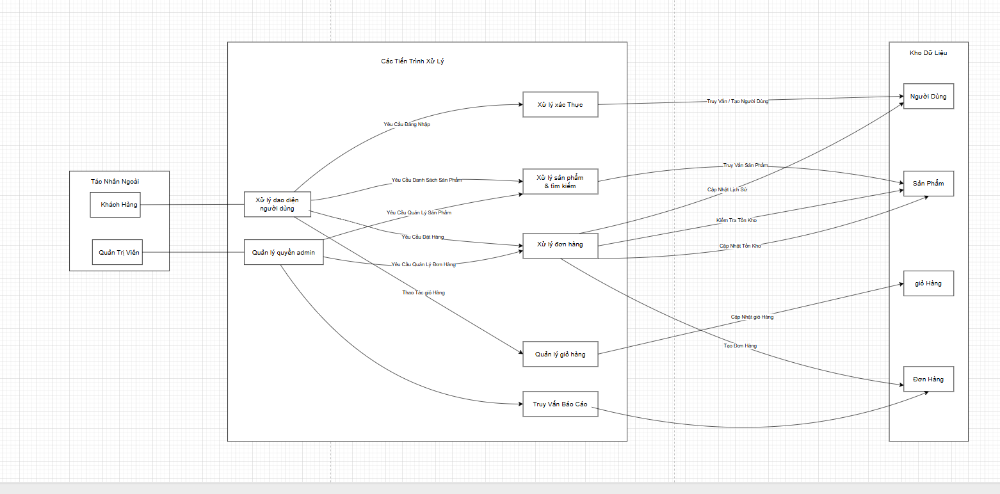 Các Tiến Trình Xử Lý
Kho Dữ Liệu
Tác Nhân Ngoài
Khách Hàng
Quản Trị Viên
Xử lý dao diện
người dùng
Quản lý quyền admin
Yêu Cầu Đăng Nhập
Yêu Cầu Danh Sách Sản Phẩm
Yêu Cầu Quản Lý Sản Phẩm
Yêu Cầu Đặt Hàng
Yêu Cầu Quản Lý Đơn Hàng
Thao Tác giỏ Hàng
Xử lý xác Thực
Xử lý sản phẩm
& tìm kiếm
Xử lý đơn hàng
Quản lý giỏ hàng
Truy Vấn Báo Cáo
Truy Vấn / Tạo Người Dùng
Truy Vấn Sản Phẩm
Cập Nhật Lịch Sử
Kiểm Tra Tồn Kho
Cập Nhật Tồn Kho
Cập Nhật giỏ Hàng
Tạo Đơn Hàng
Người Dùng
Sản Phẩm
giỏ Hàng
Đơn Hàng